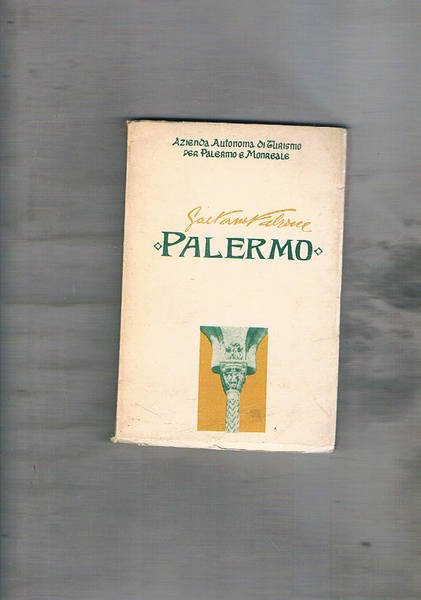 Azienda Autonoma di Turismo
per Palermo e Monreale
Gaetano Falzone
PALERMO